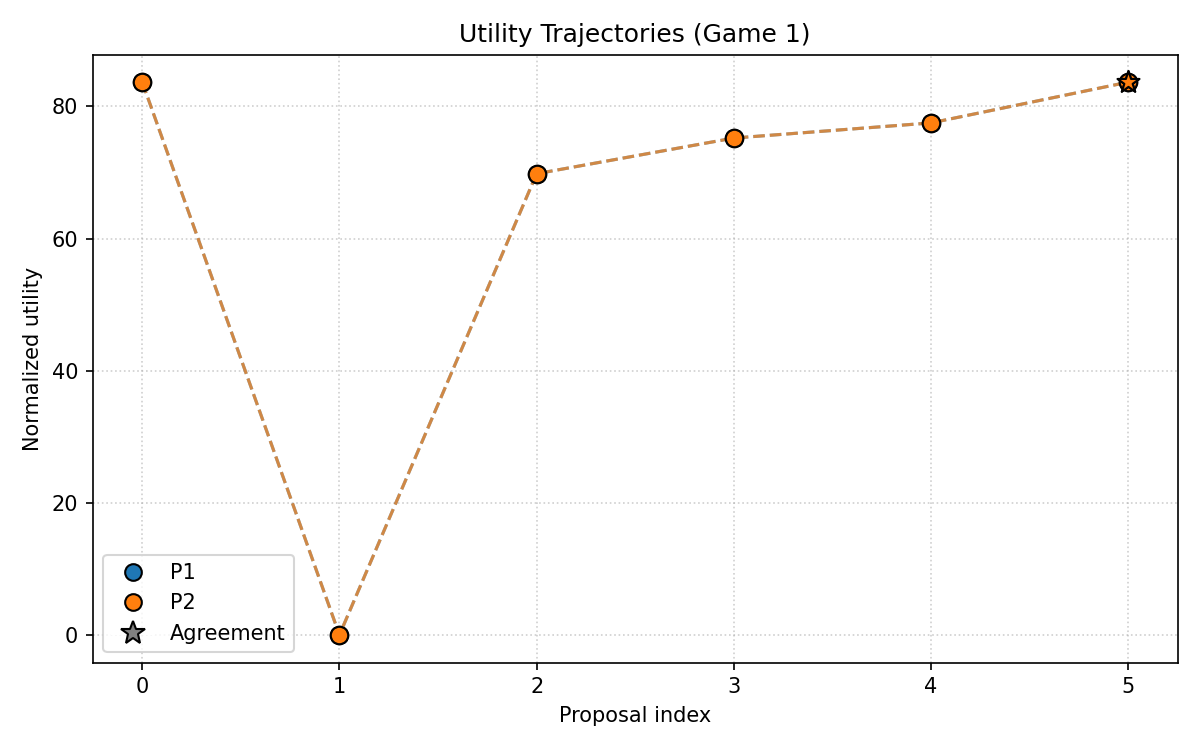 Utility Trajectories (Game 1)
Normalized utility
80
60
40
20
0
P1
P2
Agreement
0 1 2 3 4 5
Proposal index